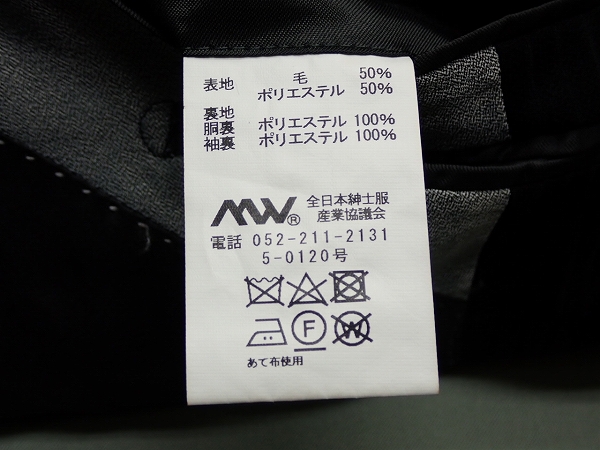 表地 毛 50%
ポリエステル 50%
裏地
胴裏 ポリエステル 100%
袖裏 ポリエステル 100%
MW® 全日本紳士服
産業協議会
電話 052-211-2131
5-0120号
F W
あて布使用